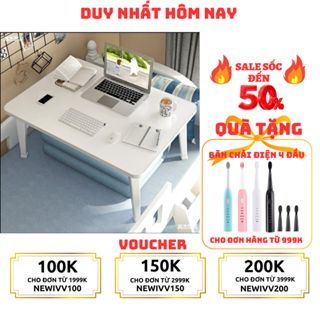 DUY NHẤT HÔM NAY
SALE SỐC
ĐẾN
50%
QUÀ TẶNG
BÀN CHẢI ĐIỆN 4 ĐẦU
CHO ĐƠN HÀNG TỪ 999K
VOUCHER
100K
CHO ĐƠN TỪ 1999K
NEWIVV100
150K
CHO ĐƠN TỪ 2999K
NEWIVV150
200K
CHO ĐƠN TỪ 3999K
NEWIVV200